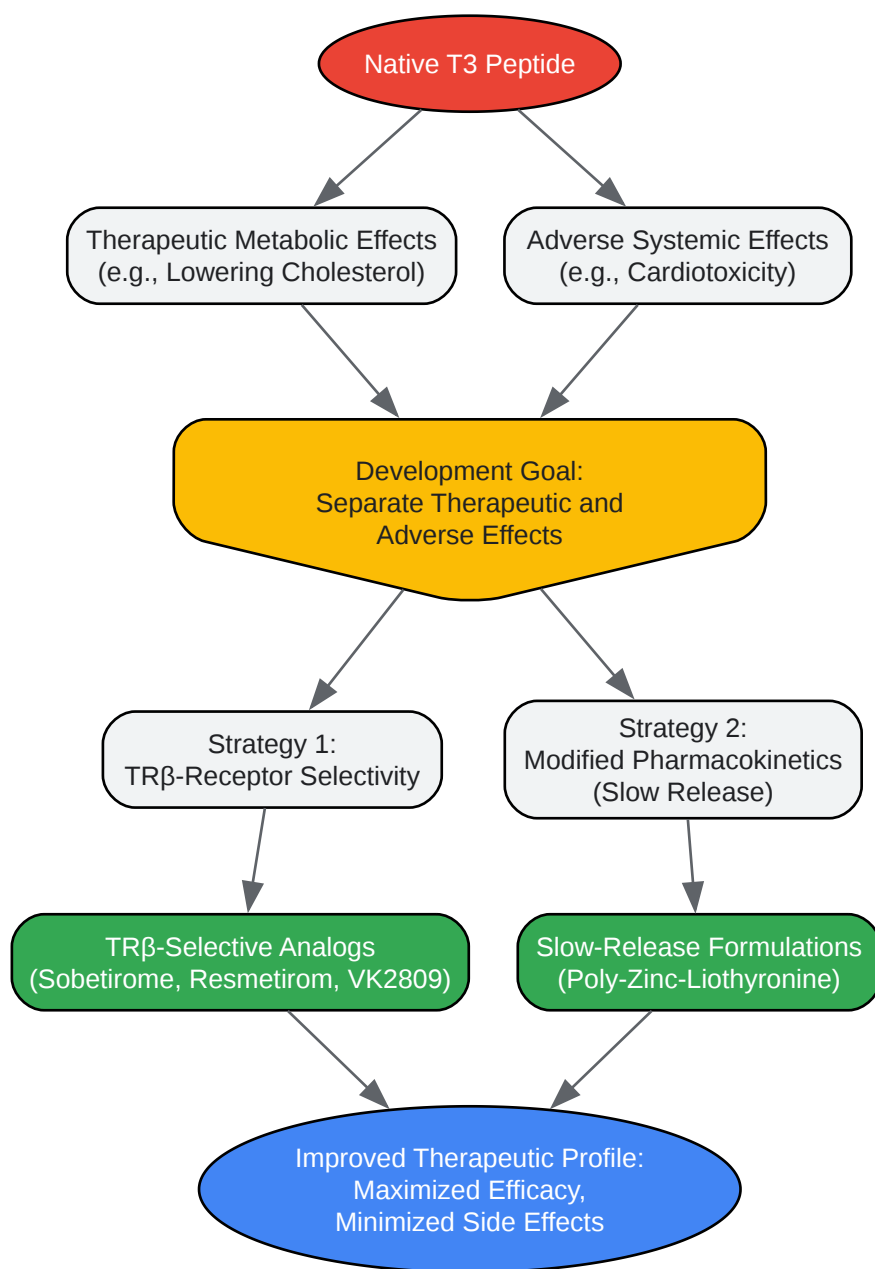 Native T3 Peptide
Therapeutic Metabolic Effects
(e.g., Lowering Cholesterol)
Adverse Systemic Effects
(e.g., Cardiotoxicity)
Development Goal:
Separate Therapeutic and
Adverse Effects
Strategy 1:
TRβ-Receptor Selectivity
Strategy 2:
Modified Pharmacokinetics
(Slow Release)
TRβ-Selective Analogs
(Sobetirome, Resmetirom, VK2809)
Slow-Release Formulations
(Poly-Zinc-Liothyronine)
Improved Therapeutic Profile:
Maximized Efficacy,
Minimized Side Effects